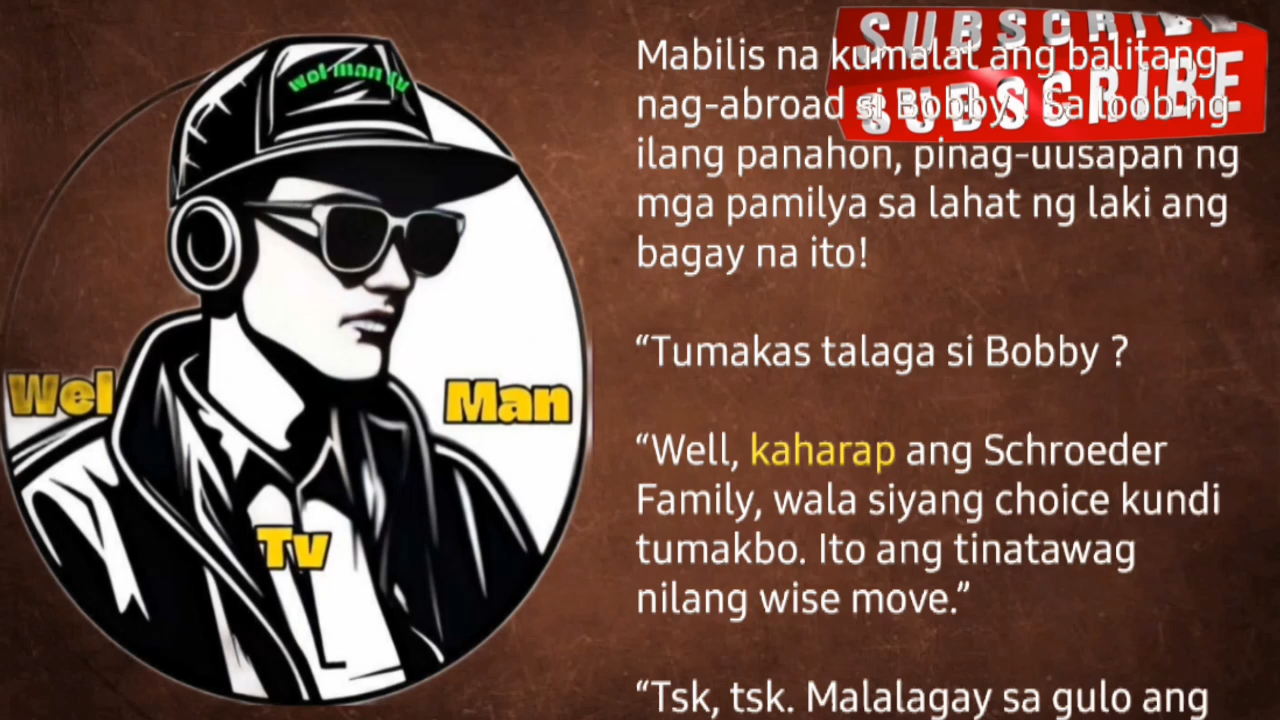 wel man tv
Wel
Man
Tv
SUBSCRIBE
SUBSCRIBE
Mabilis na kumalat ang balitang
nag-abroad si Bobby . Sa loob ng
ilang panahon, pinag-uusapan ng
mga pamilya sa lahat ng laki ang
bagay na ito!
“Tumakas talaga si Bobby ?
“Well, kaharap ang Schroeder
Family, wala siyang choice kundi
tumakbo. Ito ang tinatawag
nilang wise move.”
“Tsk, tsk. Malalagay sa gulo ang